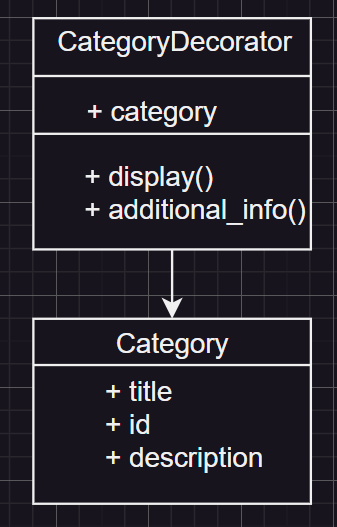 CategoryDecorator
+ category
+ display()
+ additional_info()
Category
+ title
+ id
+ description